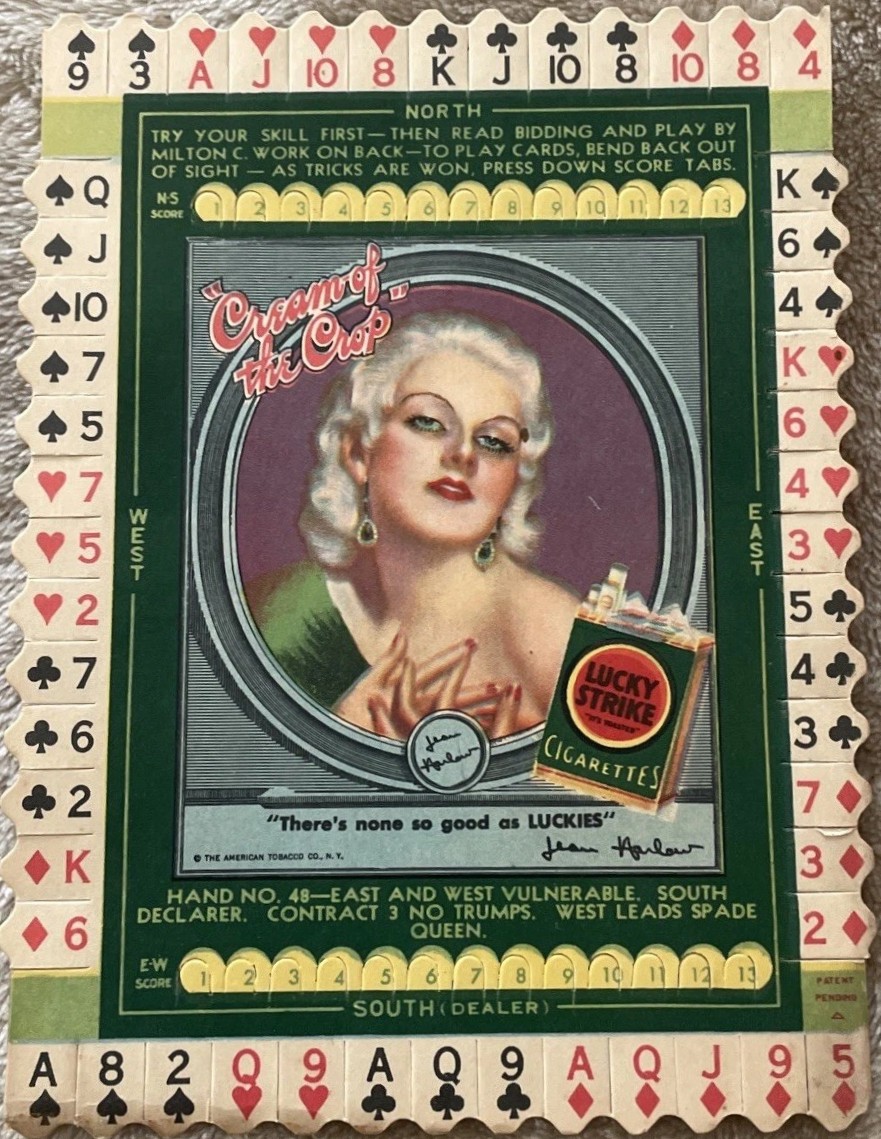 9♠ 3♠ A♥ J♥ 10♥ 8♥ K♣ J♣ 10♣ 8♣ 10♦ 8♦ 4♦
NORTH
TRY YOUR SKILL FIRST—THEN READ BIDDING AND PLAY BY
MILTON C. WORK ON BACK—TO PLAY CARDS, BEND BACK OUT
OF SIGHT — AS TRICKS ARE WON, PRESS DOWN SCORE TABS.
N-S
SCORE
1 2 3 4 5 6 7 8 9 10 11 12 13
♠ Q
♠ J
♠ 10
♠ 7
♠ 5
♥ 7
♥ 5
♥ 2
♣ 7
♣ 6
♣ 2
♦ K
♦ 6
WEST
"Cream of
the Crop"
LUCKY
STRIKE
"IT'S TOASTED"
CIGARETTES
Jean
Harlow
"There's none so good as LUCKIES"
Jean Harlow
© THE AMERICAN TOBACCO CO., N. Y.
EAST
K ♠
6 ♠
4 ♠
K ♥
6 ♥
4 ♥
3 ♥
5 ♣
4 ♣
3 ♣
7 ♦
3 ♦
2 ♦
HAND NO. 48—EAST AND WEST VULNERABLE. SOUTH
DECLARER. CONTRACT 3 NO TRUMPS. WEST LEADS SPADE
QUEEN.
E-W
SCORE
1 2 3 4 5 6 7 8 9 10 11 12 13
SOUTH (DEALER)
PATENT
PENDING
A♠ 8♠ 2♠ Q♥ 9♥ A♣ Q♣ 9♣ A♦ Q♦ J♦ 9♦ 5♦